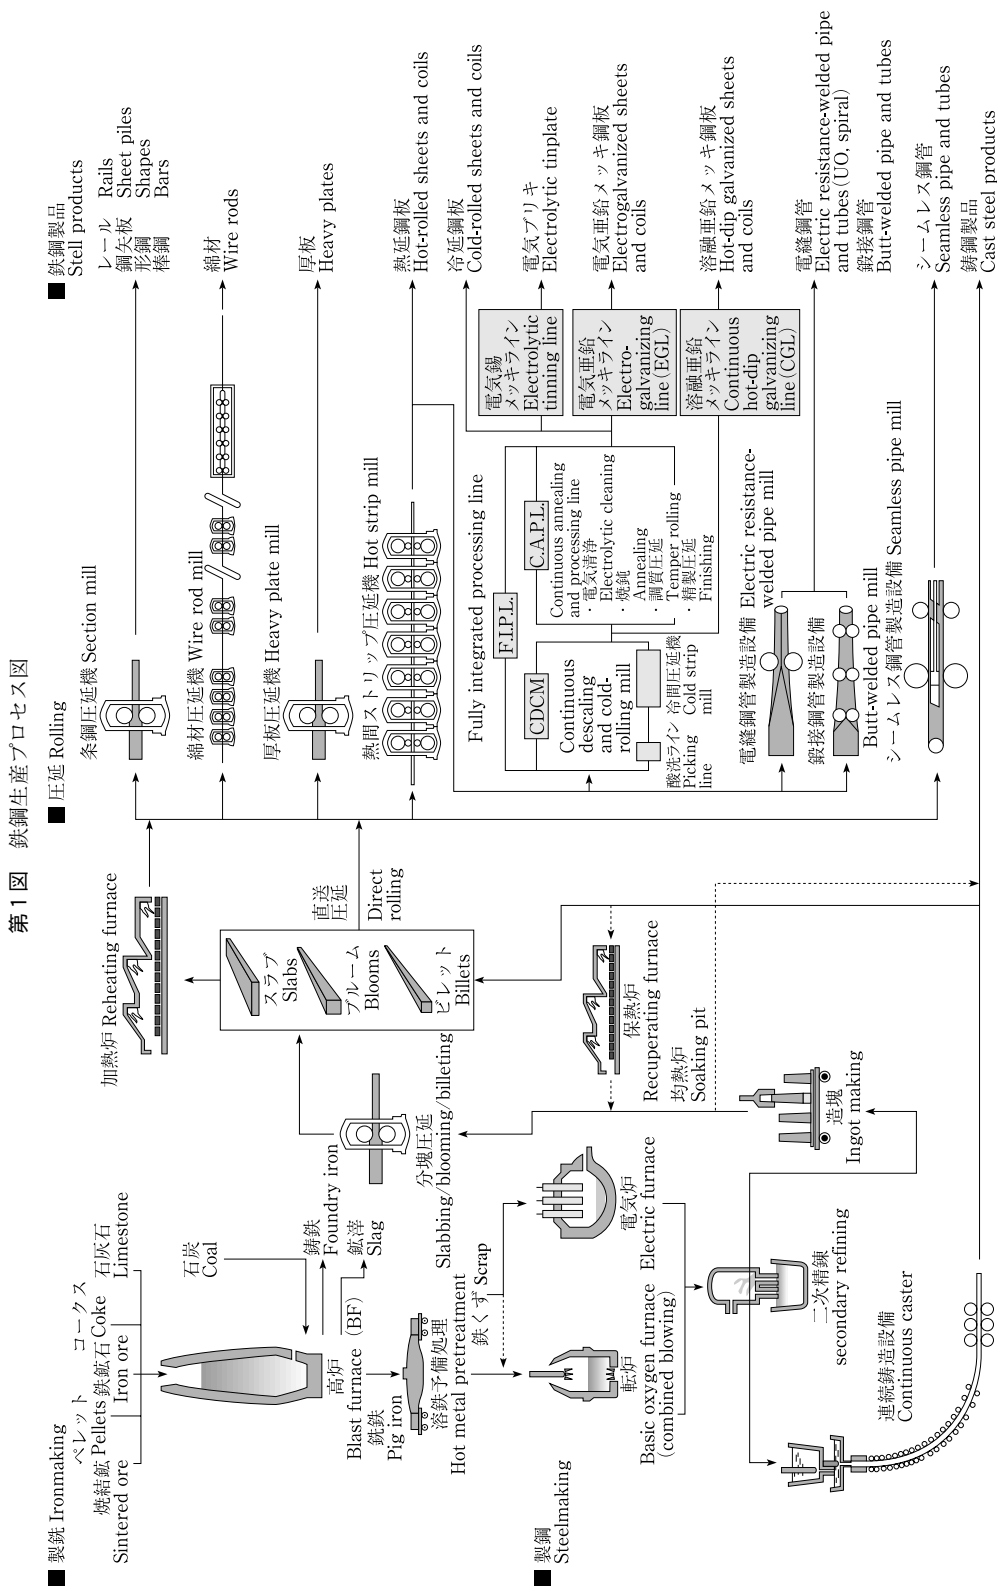 第1図 鉄鋼生産プロセス図
■ 製銑 Ironmaking
焼結鉱
Sintered ore
ペレット
Pellets
鉄鉱石
Iron ore
コークス
Coke
石灰石
Limestone
石炭
Coal
高炉
Blast furnace (BF)
鋳鉄
Foundry iron
鉱滓
Slag
銑鉄
Pig iron
溶鉄予備処理
Hot metal pretreatment
■ 製鋼
Steelmaking
鉄くず Scrap
転炉
Basic oxygen furnace
(combined blowing)
電気炉
Electric furnace
二次精錬
secondary refining
連続鋳造設備
Continuous caster
造塊
Ingot making
均熱炉
Soaking pit
保熱炉
Recuperating furnace
分塊圧延
Slabbing/blooming/billeting
スラブ
Slabs
ブルーム
Blooms
ビレット
Billets
加熱炉 Reheating furnace
直送
圧延
Direct
rolling
■ 圧延 Rolling
条鋼圧延機 Section mill
綿材圧延機 Wire rod mill
厚板圧延機 Heavy plate mill
熱間ストリップ圧延機 Hot strip mill
Fully integrated processing line
F.I.P.L.
CDCM
Continuous
descaling
and cold-
rolling mill
酸洗ライン
Picking
line
冷間圧延機
Cold strip
mill
C.A.P.L.
Continuous annealing
and processing line
・電気清浄
Electrolytic cleaning
・焼鈍
Annealing
・調質圧延
Temper rolling
・精製圧延
Finishing
電気錫
メッキライン
Electrolytic
tinning line
電気亜鉛
メッキライン
Electro-
galvanizing
line(EGL)
溶融亜鉛
メッキライン
Continuous
hot-dip
galvanizing
line(CGL)
電縫鋼管製造設備 Electric resistance-
welded pipe mill
鍛接鋼管製造設備
Butt-welded pipe mill
シームレス鋼管製造設備 Seamless pipe mill
■ 鉄鋼製品
Stell products
レール Rails
鋼矢板 Sheet piles
形鋼 Shapes
棒鋼 Bars
綿材
Wire rods
厚板
Heavy plates
熱延鋼板
Hot-rolled sheets and coils
冷延鋼板
Cold-rolled sheets and coils
電気ブリキ
Electrolytic tinplate
電気亜鉛メッキ鋼板
Electrogalvanized sheets
and coils
溶融亜鉛メッキ鋼板
Hot-dip galvanized sheets
and coils
電縫鋼管
Electric resistance-welded pipe
and tubes(UO, spiral)
鍛接鋼管
Butt-welded pipe and tubes
シームレス鋼管
Seamless pipe and tubes
鋳鋼製品
Cast steel products